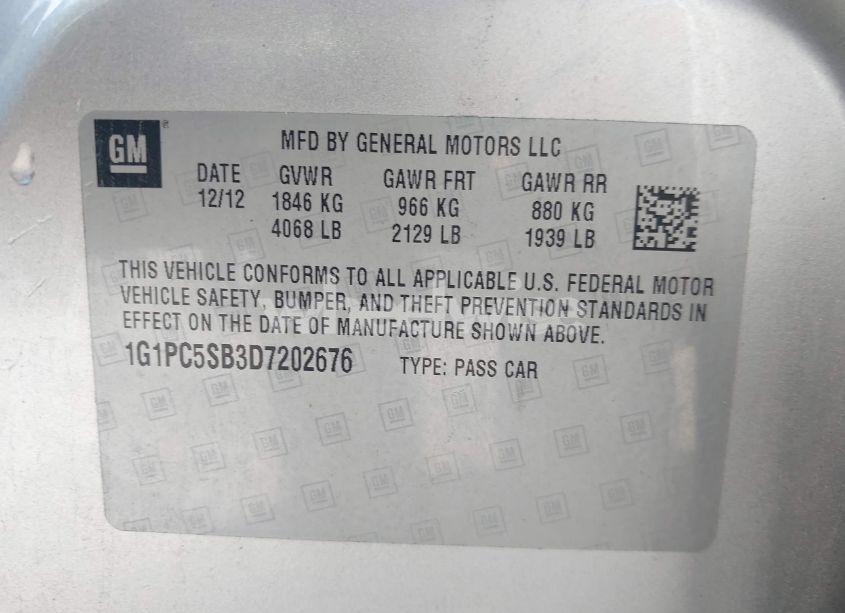 GM
MFD BY GENERAL MOTORS LLC
DATE GVWR GAWR FRT GAWR RR
12/12 1846 KG 966 KG 880 KG
4068 LB 2129 LB 1939 LB
THIS VEHICLE CONFORMS TO ALL APPLICABLE U.S. FEDERAL MOTOR
VEHICLE SAFETY, BUMPER, AND THEFT PREVENTION STANDARDS IN
EFFECT ON THE DATE OF MANUFACTURE SHOWN ABOVE.
1G1PC5SB3D7202676 TYPE: PASS CAR